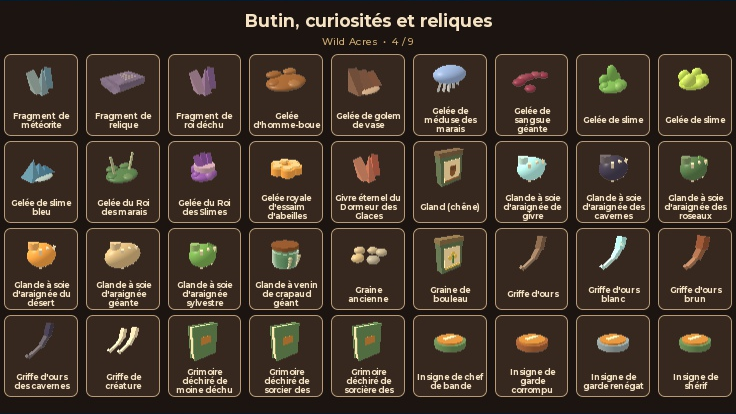 Butin, curiosités et reliques
Wild Acres • 4 / 9
Fragment de
météorite
Fragment de
relique
Fragment de
roi déchu
Gelée
d'homme-boue
Gelée de golem
de vase
Gelée de
méduse des
marais
Gelée de
sangsue
géante
Gelée de slime
Gelée de slime
Gelée de slime
bleu
Gelée du Roi
des marais
Gelée du Roi
des Slimes
Gelée royale
d'essaim
d'abeilles
Givre éternel du
Dormeur des
Glaces
Gland (chêne)
Glande à soie
d'araignée de
givre
Glande à soie
d'araignée des
cavernes
Glande à soie
d'araignée des
roseaux
Glande à soie
d'araignée du
désert
Glande à soie
d'araignée
géante
Glande à soie
d'araignée
sylvestre
Glande à venin
de crapaud
géant
Graine
ancienne
Graine de
bouleau
Griffe d'ours
Griffe d'ours
blanc
Griffe d'ours
brun
Griffe d'ours
des cavernes
Griffe de
créature
Grimoire
déchiré de
moine déchu
Grimoire
déchiré de
sorcier des
Grimoire
déchiré de
sorcière des
Insigne de chef
de bande
Insigne de
garde
corrompu
Insigne de
garde renégat
Insigne de
shérif